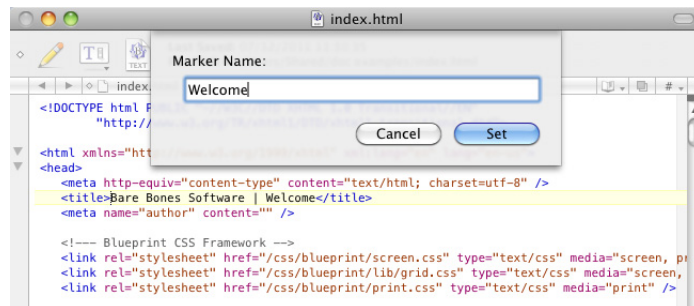 index.html
TEXT
Marker Name:
Welcome
Cancel Set
index
#
<!DOCTYPE html P
"http:/
<html xmlns="htt
<head>
<meta http-equiv="content-type" content="text/html; charset=utf-8" />
<title>Bare Bones Software | Welcome</title>
<meta name="author" content="" />
<!--- Blueprint CSS Framework -->
<link rel="stylesheet" href="/css/blueprint/screen.css" type="text/css" media="screen, pr
<link rel="stylesheet" href="/css/blueprint/lib/grid.css" type="text/css" media="screen,
<link rel="stylesheet" href="/css/blueprint/print.css" type="text/css" media="print" />